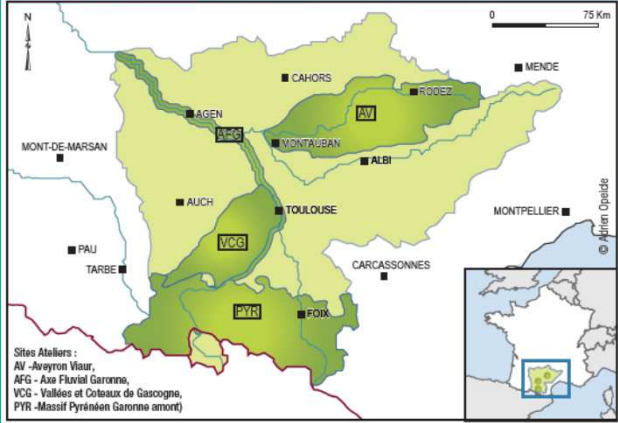 N
0 75 Km
MENDE
CAHORS
RODEZ
AV
AGEN
AFG
MONTAUBAN
MONT-DE-MARSAN
ALBI
AUCH
TOULOUSE
MONTPELLIER
VCG
PAU
CARCASSONNES
TARBE
PYR
FOIX
© Adrien Opeide
Sites Ateliers :
AV -Aveyron Viaur,
AFG - Axe Fluvial Garonne,
VCG - Vallées et Coteaux de Gascogne,
PYR -Massif Pyrénéen Garonne amont)